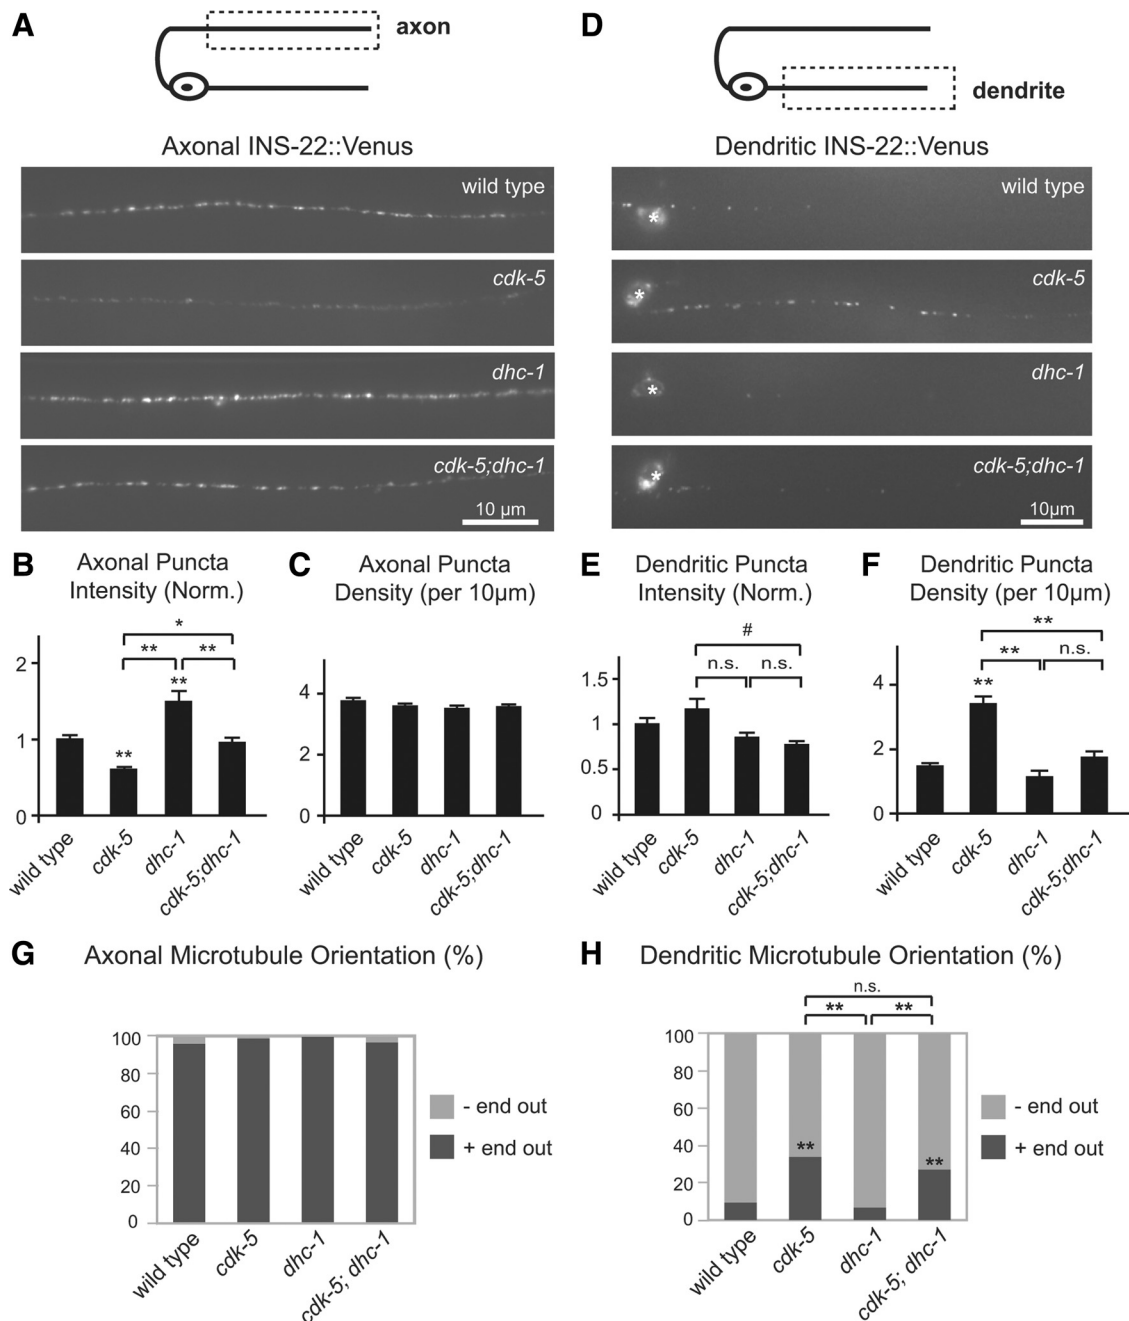 A
axon
Axonal INS-22::Venus
wild type
cdk-5
dhc-1
cdk-5;dhc-1
10 µm
D
dendrite
Dendritic INS-22::Venus
wild type
*
cdk-5
*
dhc-1
*
cdk-5;dhc-1
*
10µm
B
Axonal Puncta
Intensity (Norm.)
*
**
**
2
**
1
**
0
wild type
cdk-5
dhc-1
cdk-5;dhc-1
C
Axonal Puncta
Density (per 10µm)
4
2
0
wild type
cdk-5
dhc-1
cdk-5;dhc-1
E
Dendritic Puncta
Intensity (Norm.)
#
n.s.
n.s.
1.5
1
0.5
0
wild type
cdk-5
dhc-1
cdk-5;dhc-1
F
Dendritic Puncta
Density (per 10µm)
**
**
n.s.
**
4
2
0
wild type
cdk-5
dhc-1
cdk-5;dhc-1
G
Axonal Microtubule Orientation (%)
100
80
60
40
20
0
wild type
cdk-5
dhc-1
cdk-5; dhc-1
- end out
+ end out
H
Dendritic Microtubule Orientation (%)
n.s.
**
**
100
80
60
40
20
0
**
**
wild type
cdk-5
dhc-1
cdk-5; dhc-1
- end out
+ end out